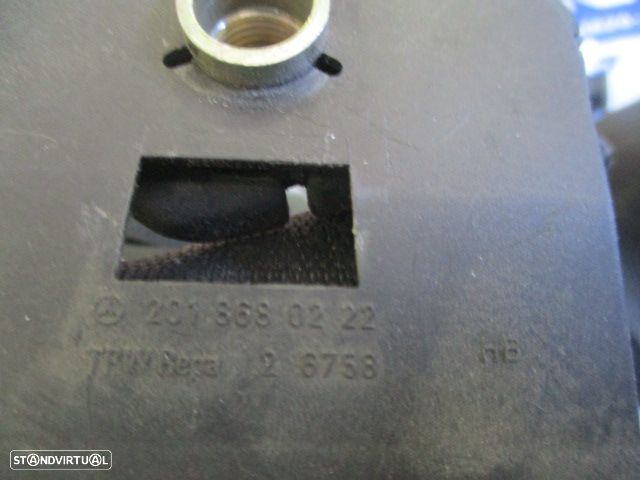 201 868 02 22
TRW Repa 2 6758
HB
STANDVIRTUAL